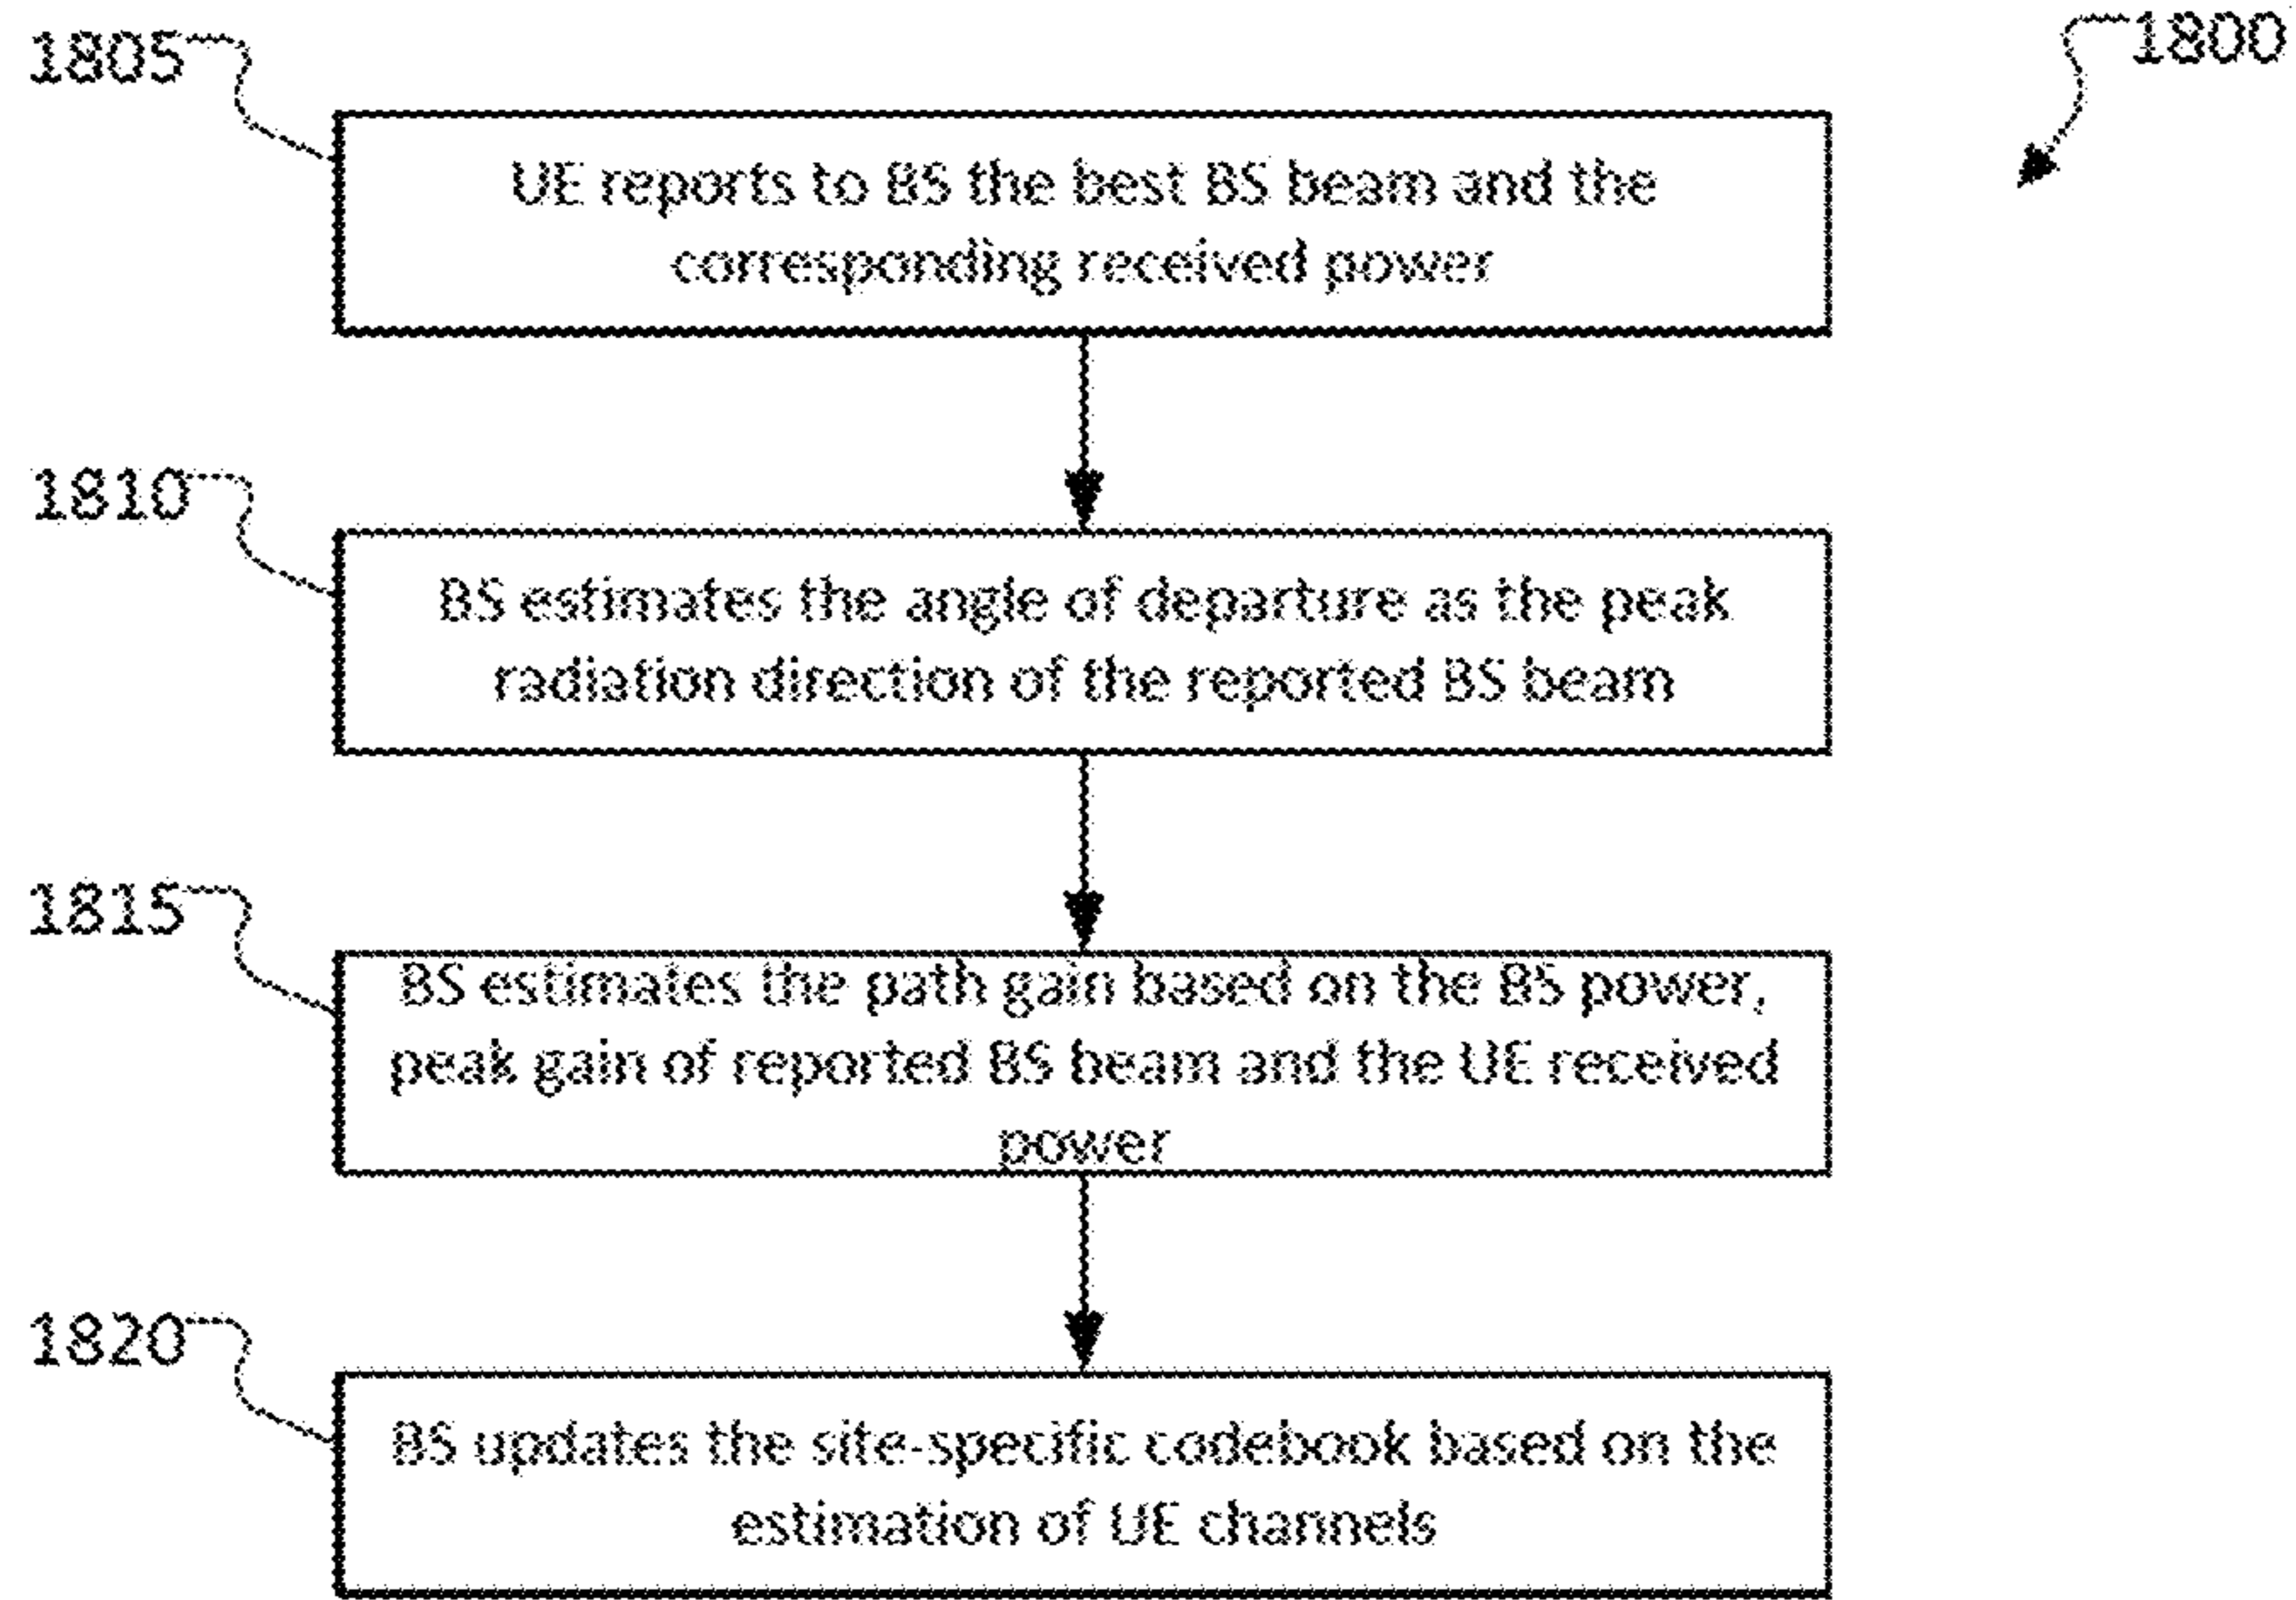 1800
1805
UE reports to BS the best BS beam and the
corresponding received power
1810
BS estimates the angle of departure as the peak
radiation direction of the reported BS beam
1815
BS estimates the path gain based on the BS power,
peak gain of reported BS beam and the UE received
power
1820
BS updates the site-specific codebook based on the
estimation of UE channels